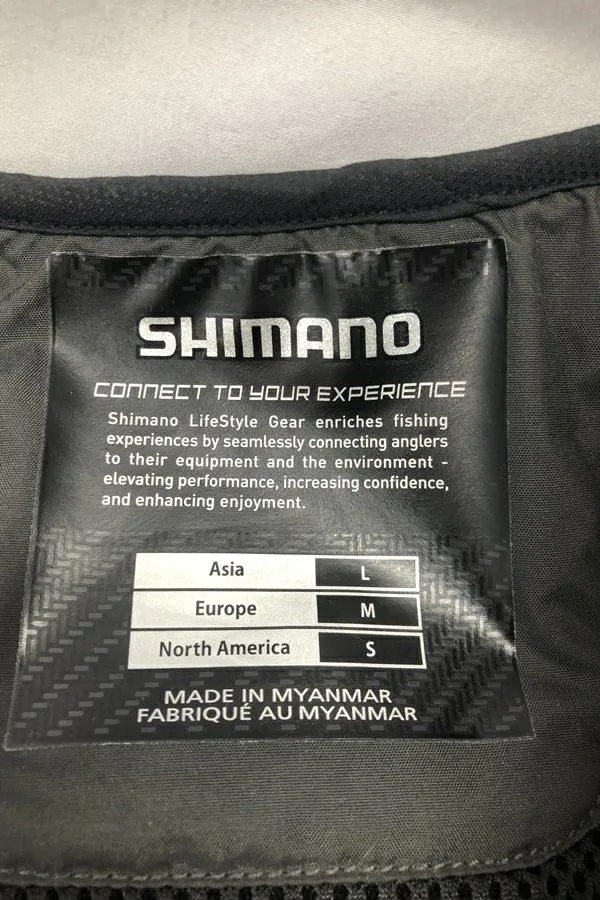 SHIMANO
CONNECT TO YOUR EXPERIENCE
Shimano LifeStyle Gear enriches fishing
experiences by seamlessly connecting anglers
to their equipment and the environment -
elevating performance, increasing confidence,
and enhancing enjoyment.
Asia L
Europe M
North America S
MADE IN MYANMAR
FABRIQUÉ AU MYANMAR